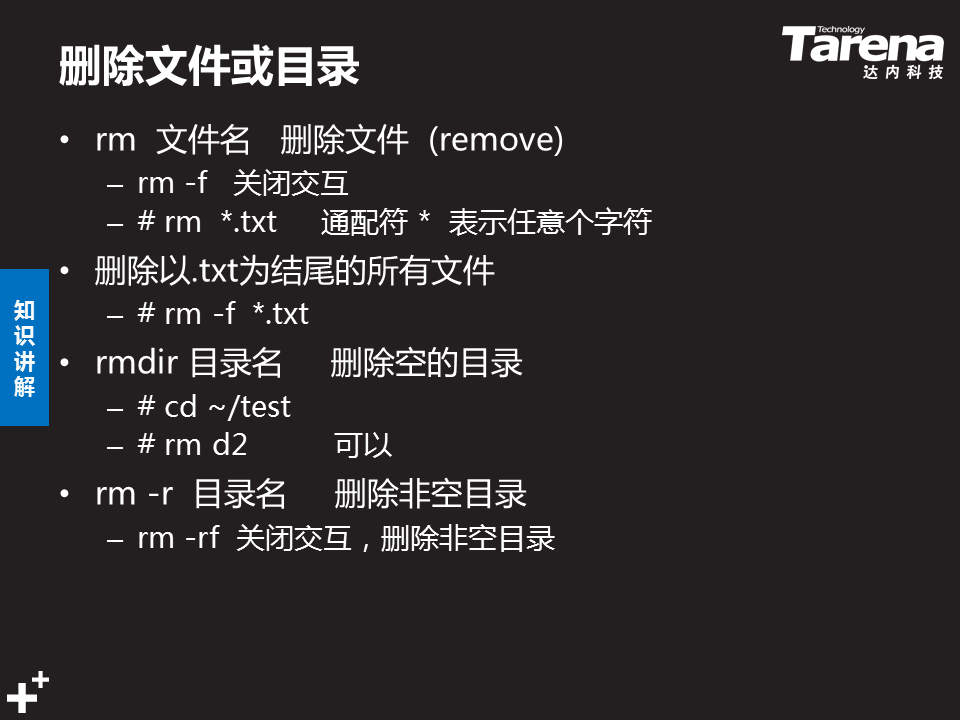 删除文件或目录
Technology
Tarena
达内科技
• rm 文件名 删除文件 (remove)
– rm -f 关闭交互
– # rm *.txt 通配符 * 表示任意个字符
• 删除以.txt为结尾的所有文件
– # rm -f *.txt
• rmdir 目录名 删除空的目录
– # cd ~/test
– # rm d2 可以
• rm -r 目录名 删除非空目录
– rm -rf 关闭交互，删除非空目录
知识讲解